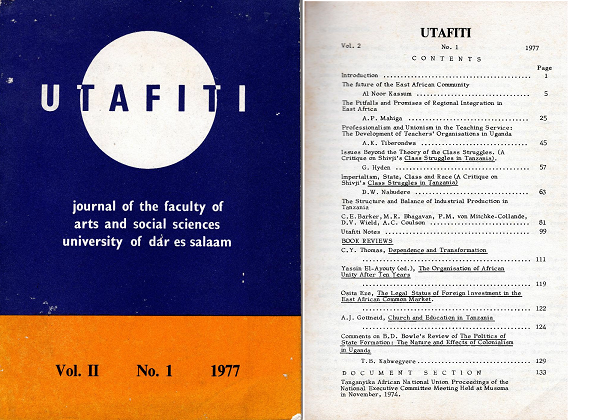 UTAFITI
journal of the faculty of
arts and social sciences
university of dar es salaam
Vol. II No. 1 1977
UTAFITI
Vol. 2 No. 1 1977
CONTENTS
Page
Introduction ........ 1
The future of the East African Community
Al Noor Kassum ........ 5
The Pitfalls and Promises of Regional Integration in
East Africa
A.P. Mahiga ........ 25
Professionalism and Unionism in the Teaching Service:
The Development of Teachers' Organisations in Uganda
A.K. Tiberondwa ........ 45
Issues Beyond the Theory of the Class Struggles. (A
Critique on Shivji's Class Struggles in Tanzania).
G. Hyden ........ 57
Imperialism, State, Class and Race (A Critique on
Shivji's Class Struggles in Tanzania)
D.W. Nabudere ........ 63
The Structure and Balance of Industrial Production in
Tanzania
C.E. Barker, M.R. Bhagavan, P.M. von Mitchke-Collande,
D.V. Wield, A.C. Coulson ........ 81
Utafiti Notes ........ 99
BOOK REVIEWS
C.Y. Thomas, Dependence and Transformation
........ 111
Yassin El-Ayouty (ed.), The Organisation of African
Unity After Ten Years
........ 119
Osita Eze, The Legal Status of Foreign Investment in the
East African Common Market.
........ 122
A.J. Gottneid, Church and Education in Tanzania
........ 124
Comments on B.D. Bowle's Review of The Politics of
State Formation: The Nature and Effects of Colonialism
in Uganda
T.B. Kabwegyere ........ 129
DOCUMENT SECTION 133
Tanganyika African National Union Proceedings of the
National Executive Committee Meeting Held at Musoma
in November, 1974.